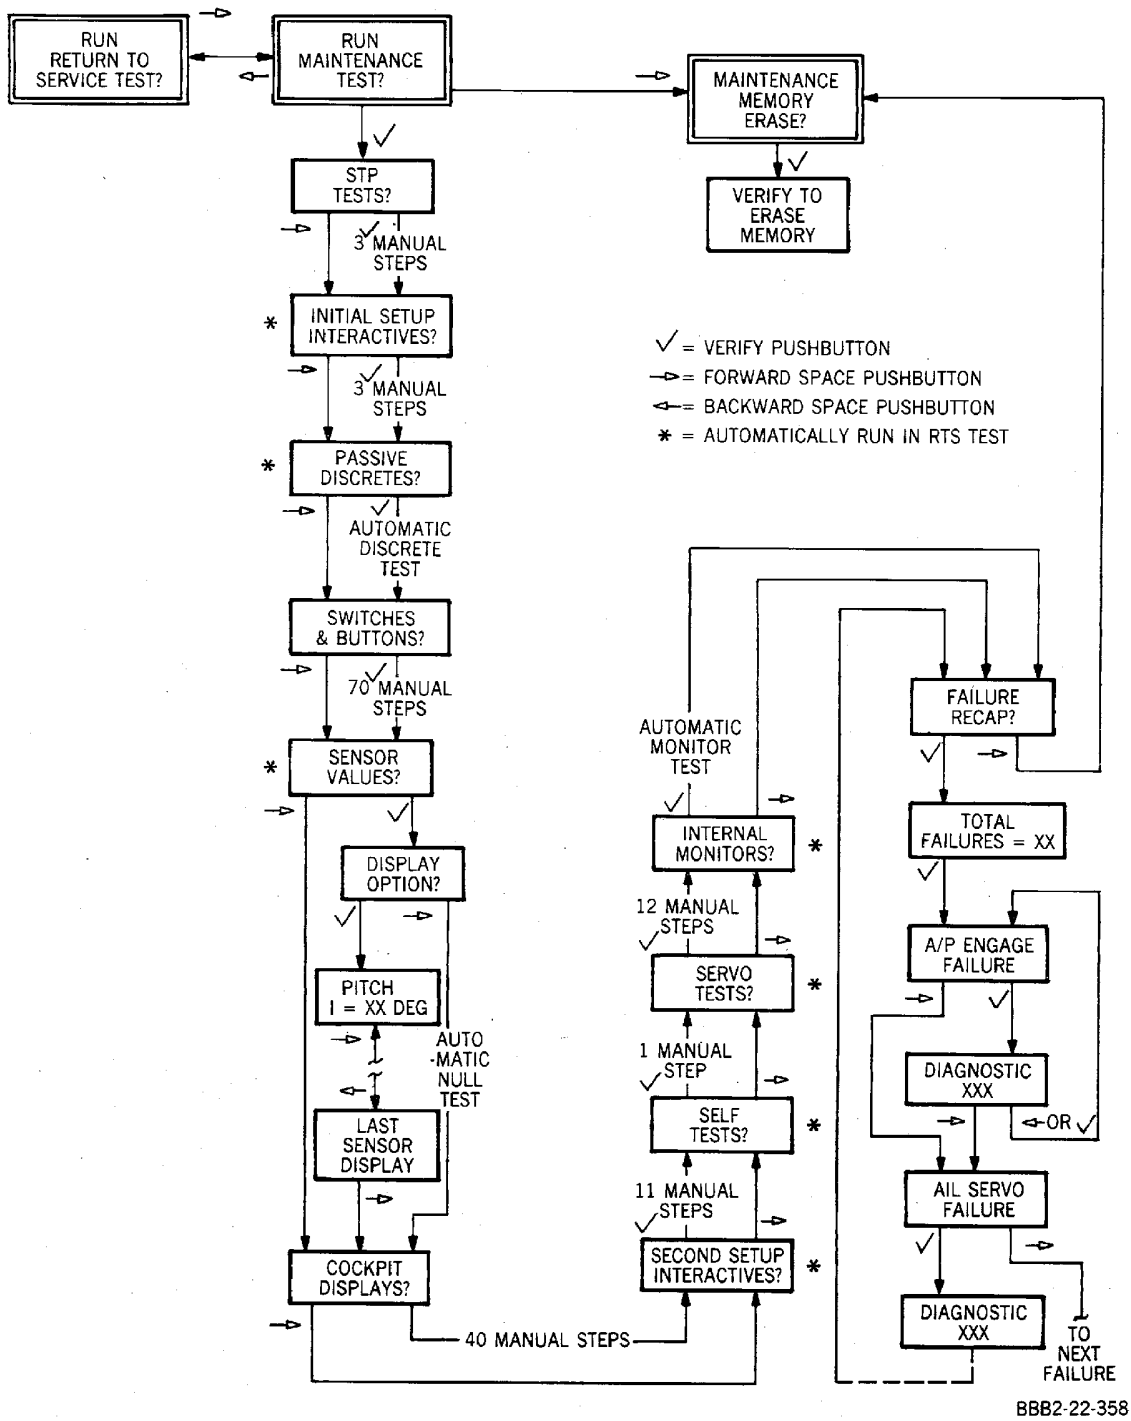 RUN
RETURN TO
SERVICE TEST?
RUN
MAINTENANCE
TEST?
MAINTENANCE
MEMORY
ERASE?
STP
TESTS?
VERIFY TO
ERASE
MEMORY
3 MANUAL
STEPS
* INITIAL SETUP
INTERACTIVES?
✓ = VERIFY PUSHBUTTON
⇨ = FORWARD SPACE PUSHBUTTON
⇦ = BACKWARD SPACE PUSHBUTTON
* = AUTOMATICALLY RUN IN RTS TEST
3 MANUAL
STEPS
* PASSIVE
DISCRETES?
AUTOMATIC
DISCRETE
TEST
SWITCHES
& BUTTONS?
70 MANUAL
STEPS
* SENSOR
VALUES?
DISPLAY
OPTION?
PITCH
I = XX DEG
AUTO
-MATIC
NULL
TEST
LAST
SENSOR
DISPLAY
COCKPIT
DISPLAYS?
40 MANUAL STEPS
SECOND SETUP
INTERACTIVES? *
11 MANUAL
STEPS
SELF
TESTS? *
1 MANUAL
STEP
SERVO
TESTS? *
12 MANUAL
STEPS
INTERNAL
MONITORS? *
AUTOMATIC
MONITOR
TEST
FAILURE
RECAP?
TOTAL
FAILURES = XX
A/P ENGAGE
FAILURE
DIAGNOSTIC
XXX
OR
AIL SERVO
FAILURE
DIAGNOSTIC
XXX
TO
NEXT
FAILURE
BBB2-22-358